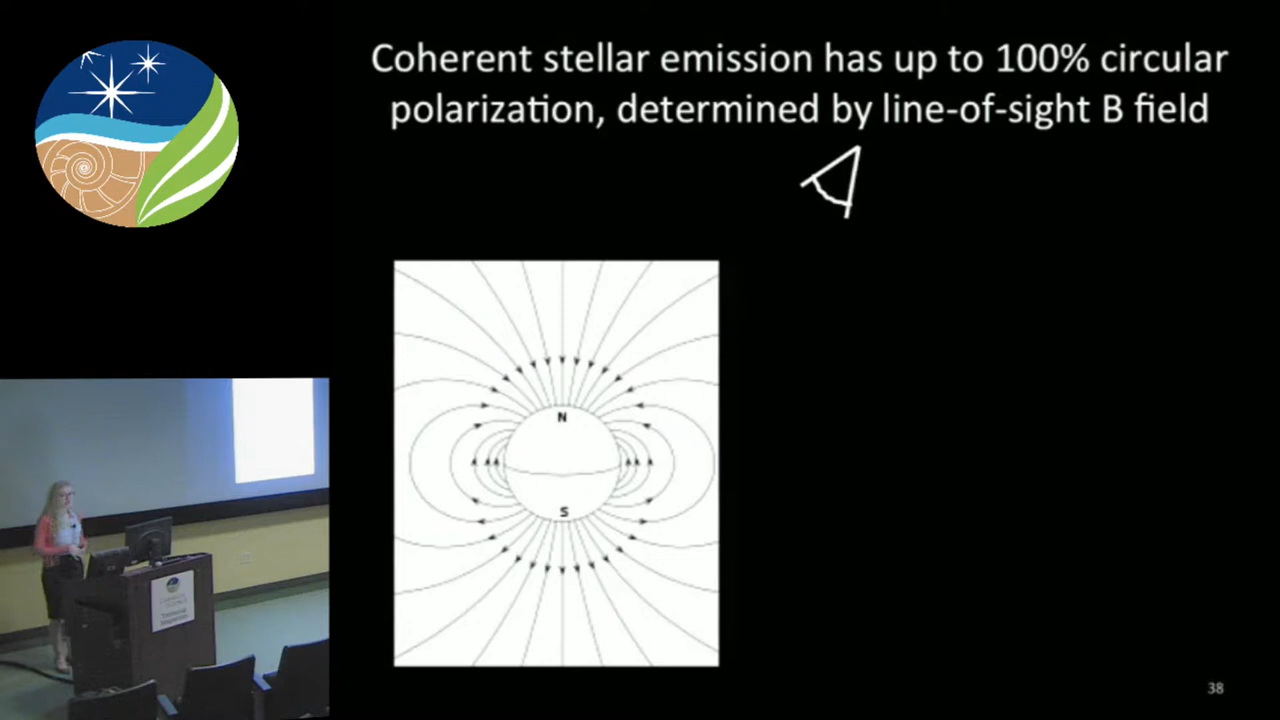 Coherent stellar emission has up to 100% circular
polarization, determined by line-of-sight B field
N
S
38